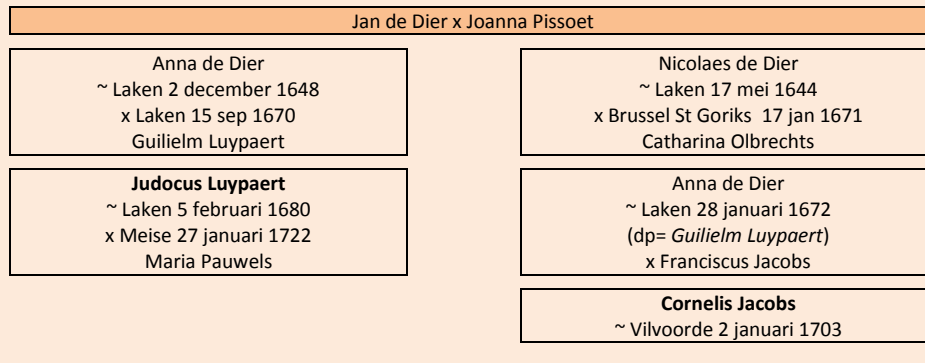 Jan de Dier x Joanna Pissoet
Anna de Dier
~ Laken 2 december 1648
x Laken 15 sep 1670
Guilielm Luypaert
Nicolaes de Dier
~ Laken 17 mei 1644
x Brussel St Goriks 17 jan 1671
Catharina Olbrechts
Judocus Luypaert
~ Laken 5 februari 1680
x Meise 27 januari 1722
Maria Pauwels
Anna de Dier
~ Laken 28 januari 1672
(dp= Guilielm Luypaert)
x Franciscus Jacobs
Cornelis Jacobs
~ Vilvoorde 2 januari 1703